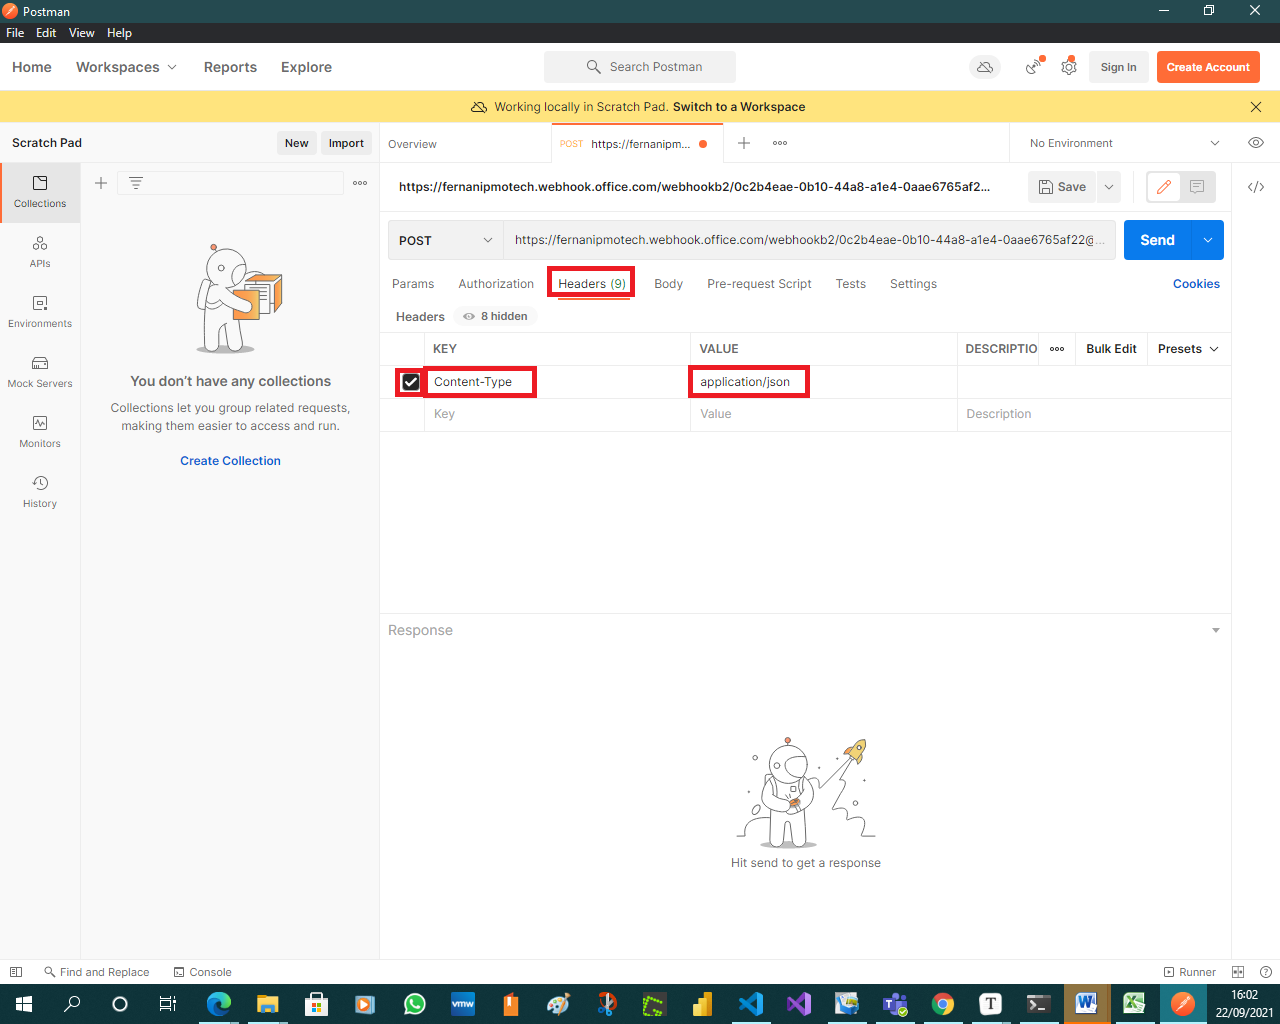 Postman
File Edit View Help
Home Workspaces Reports Explore Search Postman Sign In Create Account
Working locally in Scratch Pad. Switch to a Workspace
Scratch Pad New Import Overview POST https://fernanipm... No Environment
https://fernanipmotech.webhook.office.com/webhookb2/0c2b4eae-0b10-44a8-a1e4-0aae6765af2... Save
Collections
POST https://fernanipmotech.webhook.office.com/webhookb2/0c2b4eae-0b10-44a8-a1e4-0aae6765af22@... Send
APIs
Params Authorization Headers (9) Body Pre-request Script Tests Settings Cookies
Environments
Headers 8 hidden
KEY VALUE DESCRIPTIO Bulk Edit Presets
Mock Servers
You don't have any collections
Content-Type application/json
Collections let you group related requests,
making them easier to access and run.
Key Value Description
Monitors
Create Collection
History
Response
Hit send to get a response
Find and Replace Console Runner
vmw
T
16:02
22/09/2021